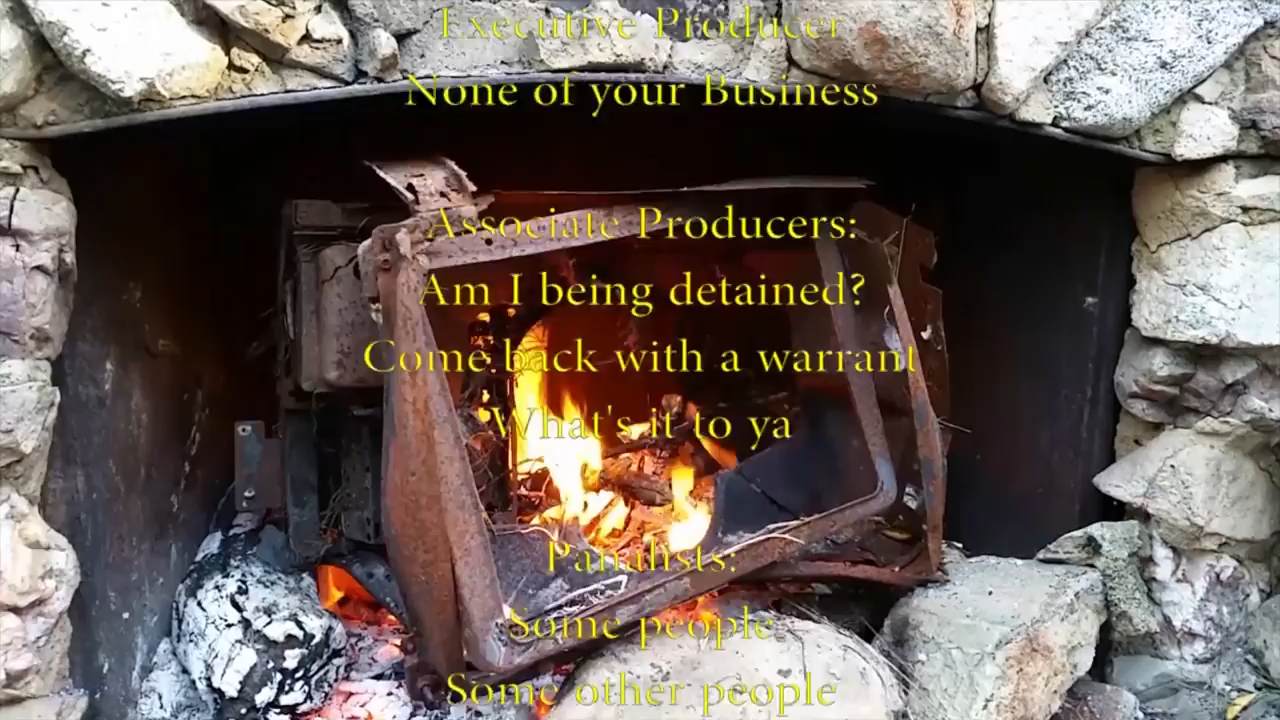 Executive Producer
None of your Business
Associate Producers:
Am I being detained?
Come back with a warrant
What's it to ya
Panalists:
Some people
Some other people